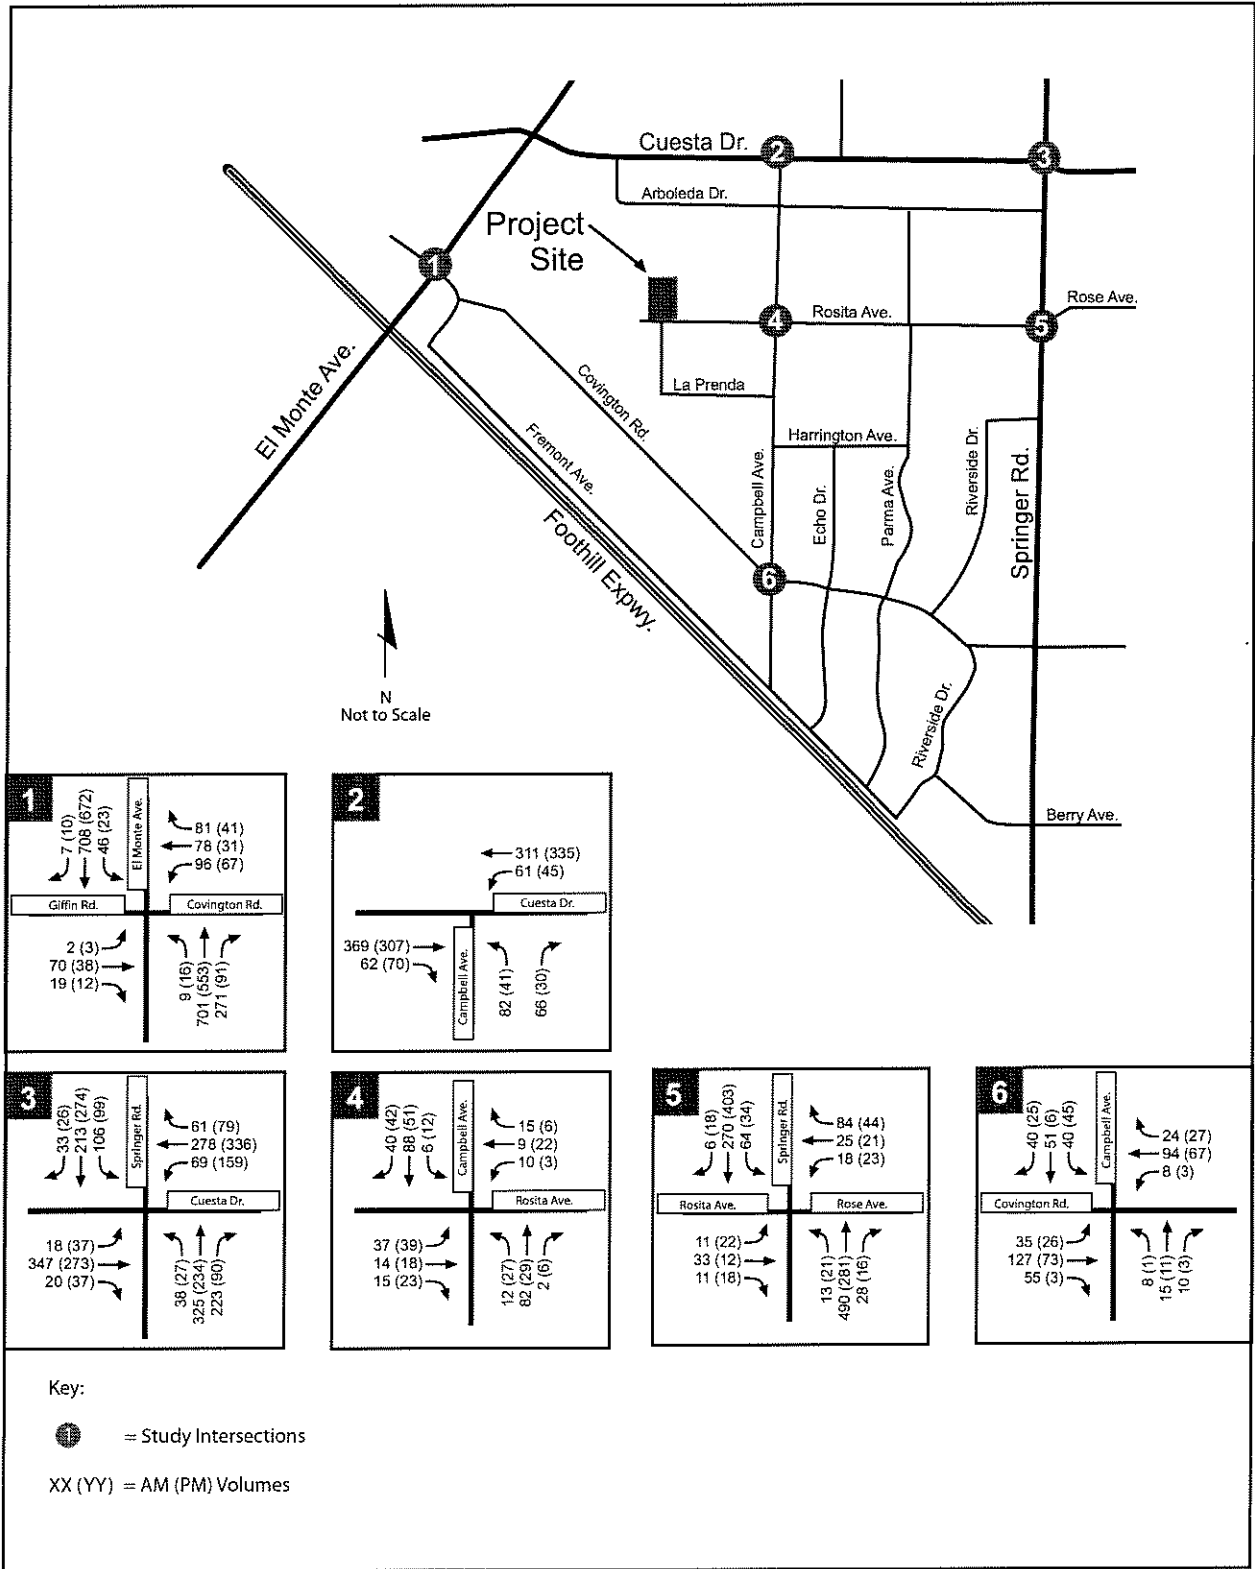 Cuesta Dr.
2
3
Arboleda Dr.
Project
Site
1
Rose Ave.
Rosita Ave.
4
5
La Prenda
El Monte Ave.
Covington Rd.
Fremont Ave.
Foothill Expwy.
Harrington Ave.
Campbell Ave.
Echo Dr.
Parma Ave.
Riverside Dr.
Springer Rd.
6
N
Not to Scale
Riverside Dr.
Berry Ave.
1
7 (10)
708 (672)
46 (23)
El Monte Ave.
81 (41)
78 (31)
96 (67)
Giffin Rd.
Covington Rd.
2 (3)
70 (38)
19 (12)
9 (16)
701 (553)
271 (91)
2
311 (335)
61 (45)
Cuesta Dr.
369 (307)
62 (70)
Campbell Ave.
82 (41)
66 (30)
3
33 (26)
213 (274)
106 (99)
Springer Rd.
61 (79)
278 (336)
69 (159)
Cuesta Dr.
18 (37)
347 (273)
20 (37)
38 (27)
325 (234)
223 (90)
4
40 (42)
88 (51)
6 (12)
Campbell Ave.
15 (6)
9 (22)
10 (3)
Rosita Ave.
37 (39)
14 (18)
15 (23)
12 (27)
82 (29)
2 (6)
5
6 (18)
270 (403)
64 (34)
Springer Rd.
84 (44)
25 (21)
18 (23)
Rosita Ave.
Rose Ave.
11 (22)
33 (12)
11 (18)
13 (21)
490 (281)
28 (16)
6
40 (25)
51 (6)
40 (45)
Campbell Ave.
24 (27)
94 (67)
8 (3)
Covington Rd.
35 (26)
127 (73)
55 (3)
8 (1)
15 (11)
10 (3)
Key:
1 = Study Intersections
XX (YY) = AM (PM) Volumes